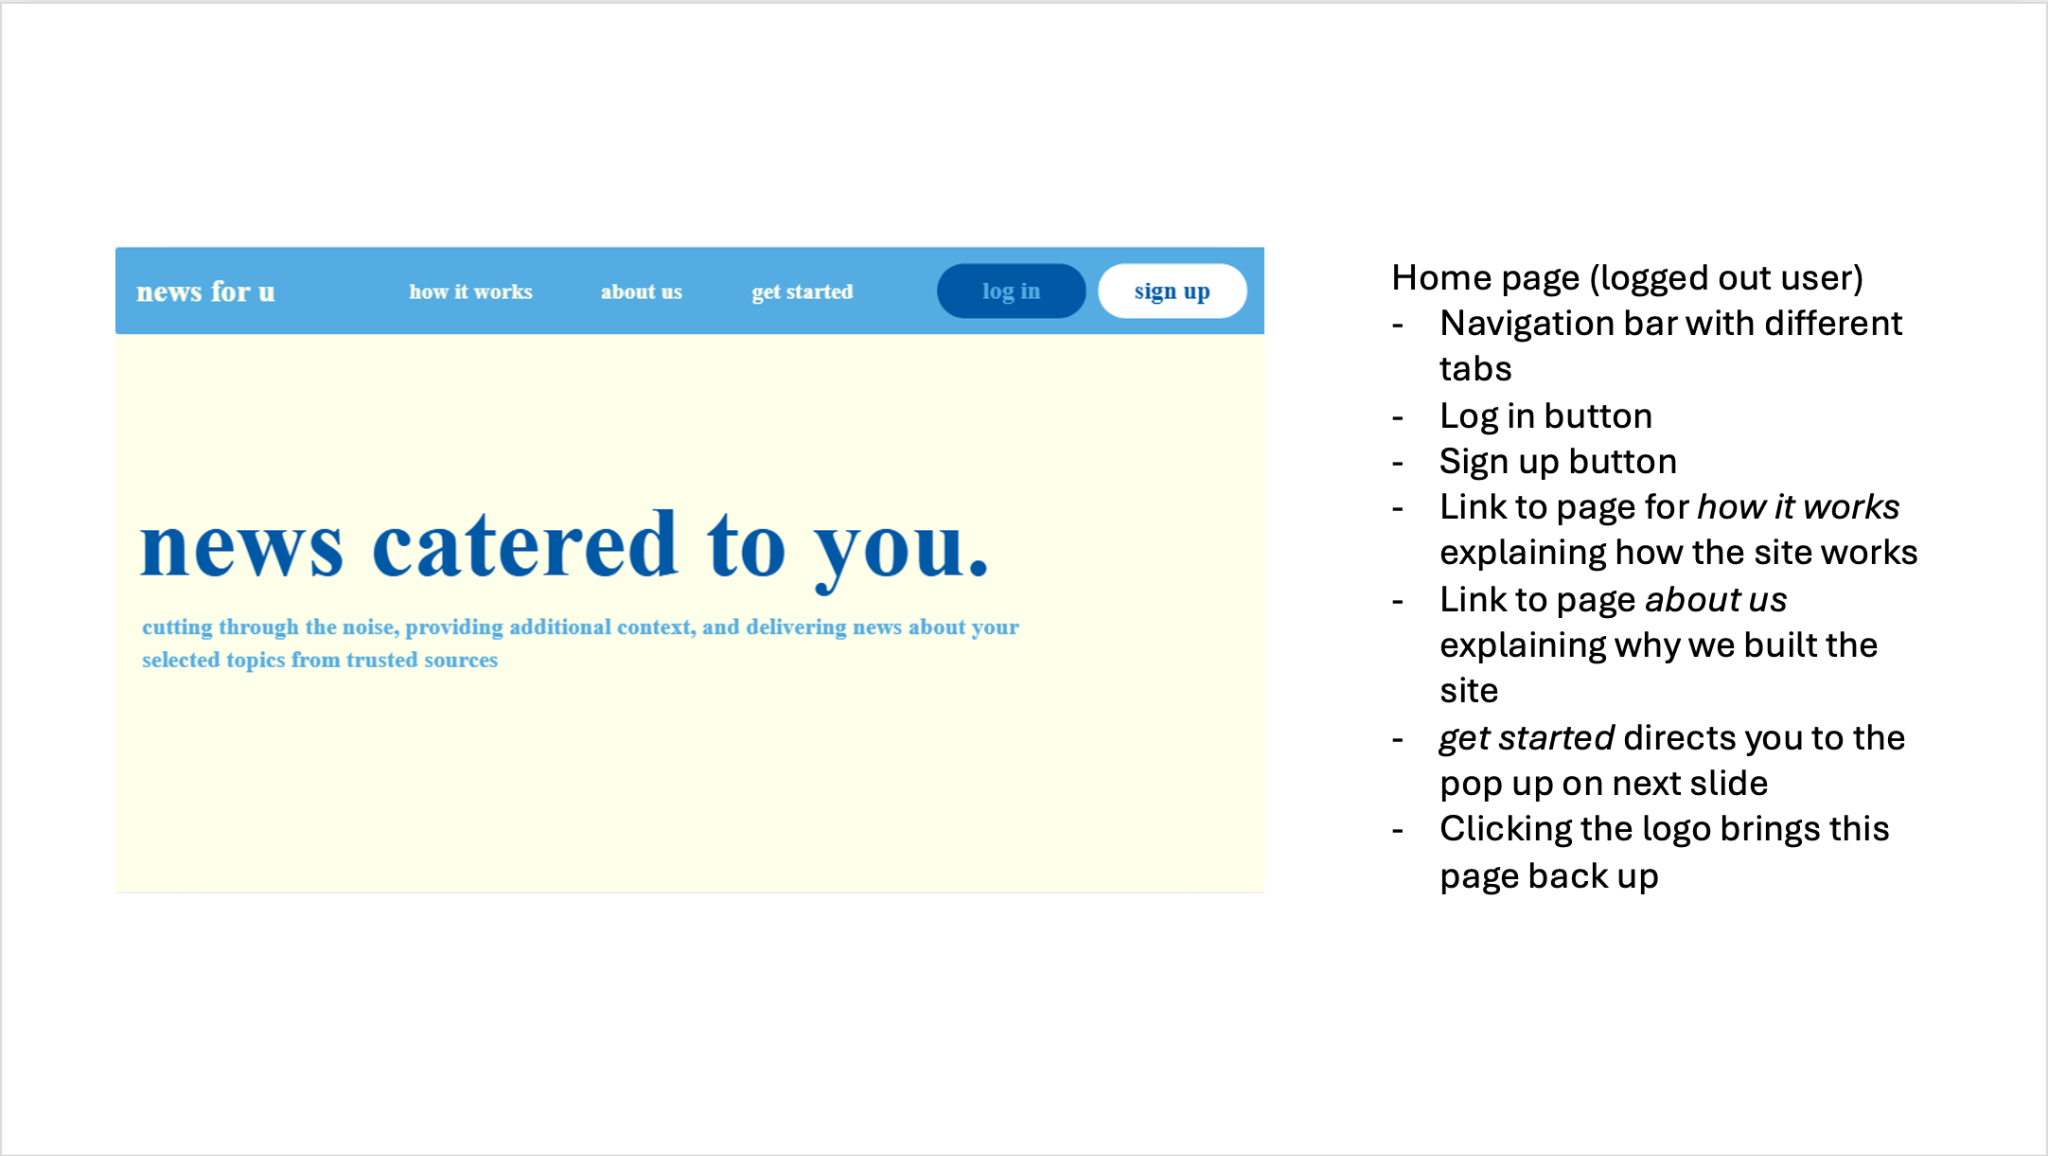 news for u
how it works
about us
get started
log in
sign up
news catered to you.
cutting through the noise, providing additional context, and delivering news about your
selected topics from trusted sources
Home page (logged out user)
- Navigation bar with different
tabs
- Log in button
- Sign up button
- Link to page for how it works
explaining how the site works
- Link to page about us
explaining why we built the
site
- get started directs you to the
pop up on next slide
- Clicking the logo brings this
page back up